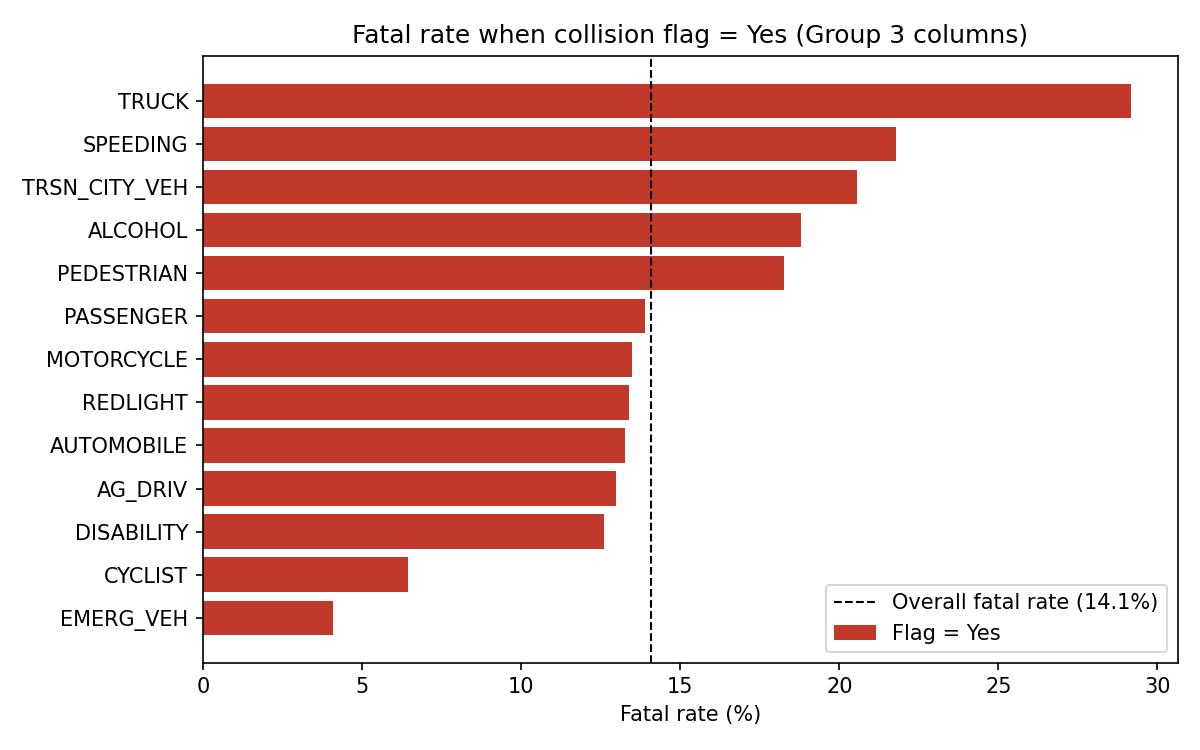 Fatal rate when collision flag = Yes (Group 3 columns)
TRUCK
SPEEDING
TRSN_CITY_VEH
ALCOHOL
PEDESTRIAN
PASSENGER
MOTORCYCLE
REDLIGHT
AUTOMOBILE
AG_DRIV
DISABILITY
CYCLIST
EMERG_VEH
Overall fatal rate (14.1%)
Flag = Yes
0 5 10 15 20 25 30
Fatal rate (%)